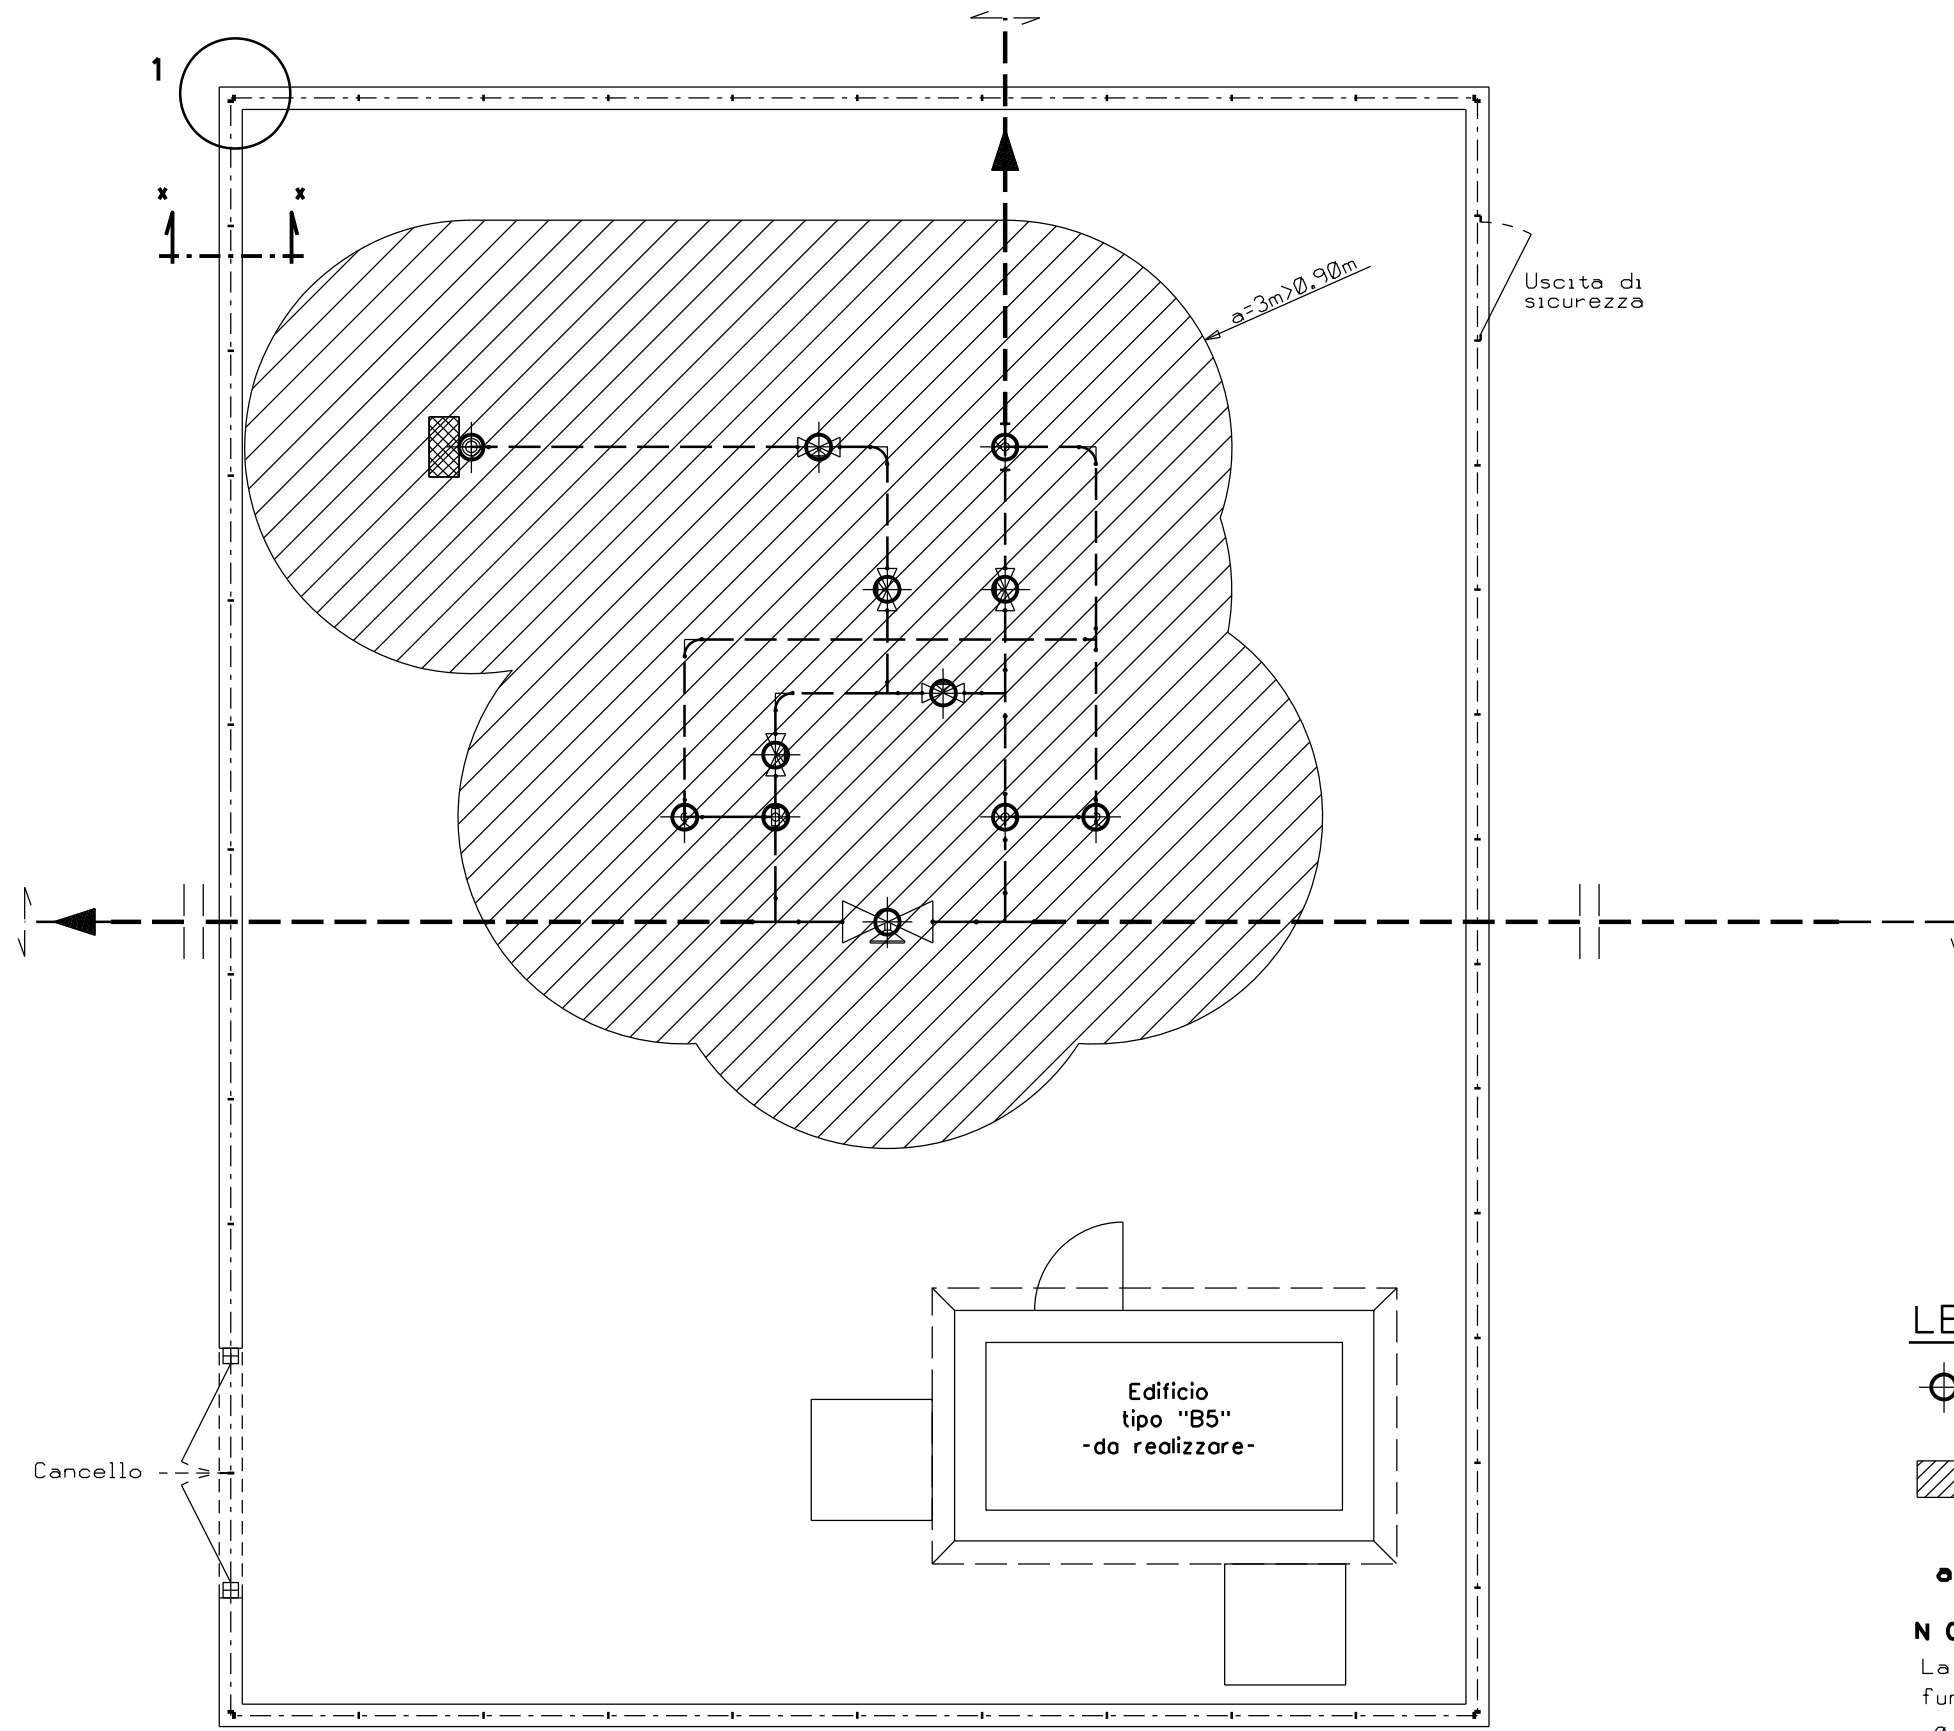 1
x x
a=3m>0.90m
Uscita di
sicurezza
Edificio
tipo "B5"
-da realizzare-
Cancello
LE
a
N
La
fur